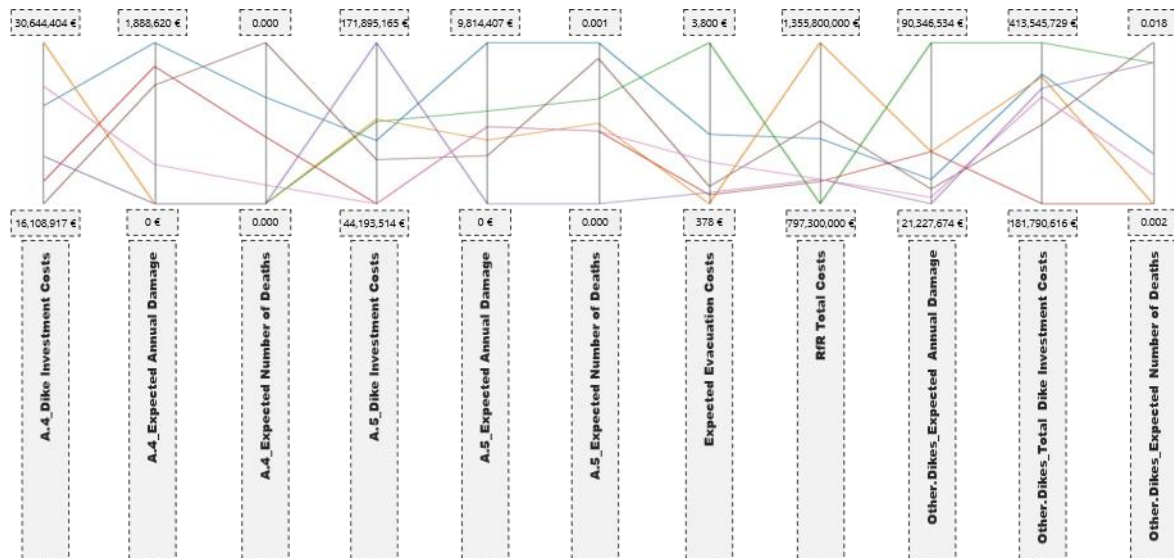 30,644,404 €
1,888,620 €
0.000
171,895,165 €
9,814,407 €
0.001
3,800 €
1,355,800,000 €
90,346,534 €
413,545,729 €
0.018
16,108,917 €
0 €
0.000
44,193,514 €
0 €
0.000
378 €
797,300,000 €
21,227,674 €
181,790,616 €
0.002
A.4_Dike Investment Costs
A.4_Expected Annual Damage
A.4_Expected Number of Deaths
A.5_Dike Investment Costs
A.5_Expected Annual Damage
A.5_Expected Number of Deaths
Expected Evacuation Costs
RfR Total Costs
Other.Dikes_Expected Annual Damage
Other.Dikes_Total Dike Investment Costs
Other.Dikes_Expected Number of Deaths